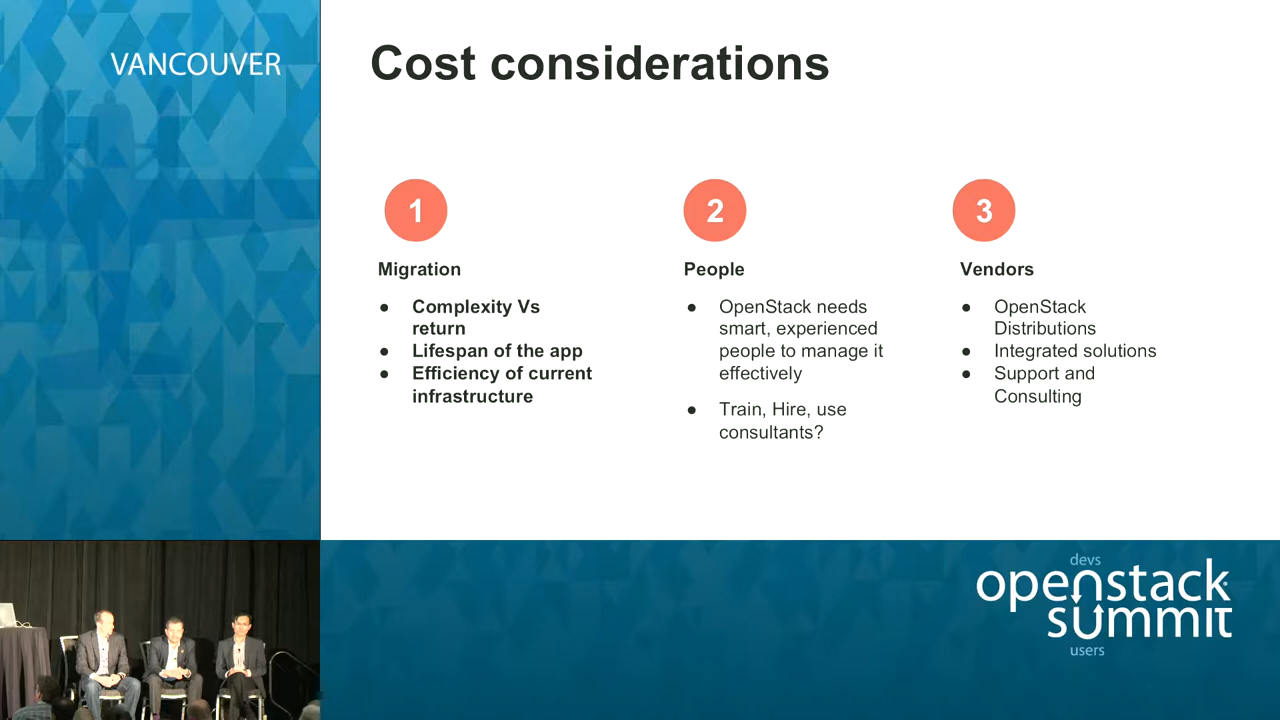 VANCOUVER
Cost considerations
1
Migration
● Complexity Vs
return
● Lifespan of the app
● Efficiency of current
infrastructure
2
People
● OpenStack needs
smart, experienced
people to manage it
effectively
● Train, Hire, use
consultants?
3
Vendors
● OpenStack
Distributions
● Integrated solutions
● Support and
Consulting
devs
openstack
summit
users